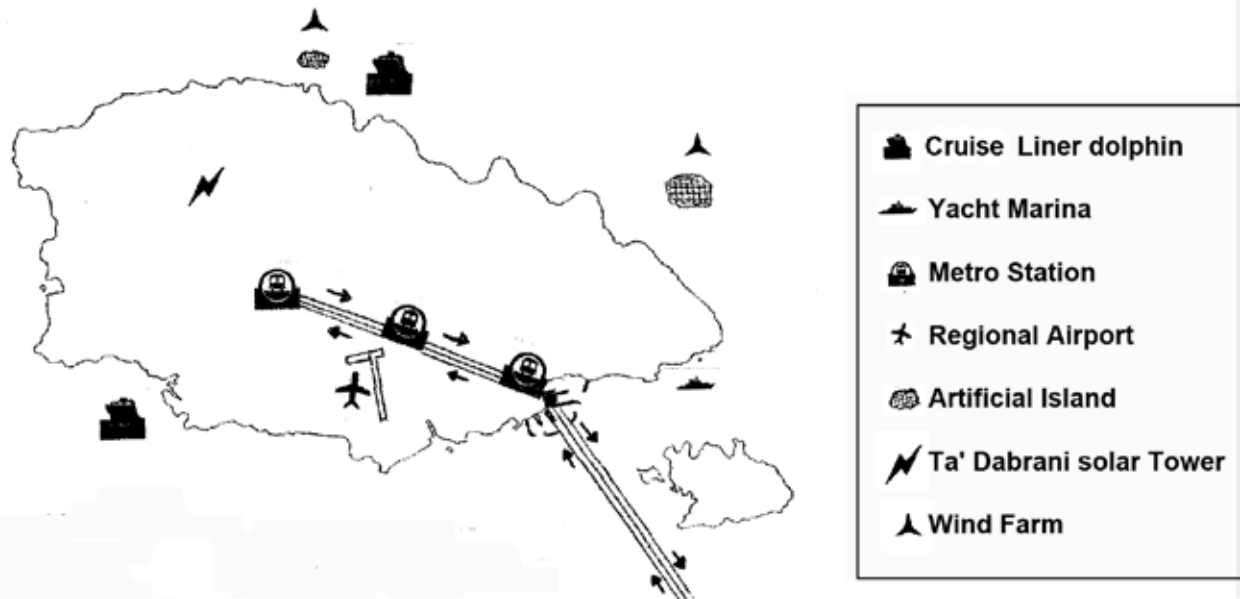 Cruise Liner dolphin
Yacht Marina
Metro Station
Regional Airport
Artificial Island
Ta' Dabrani solar Tower
Wind Farm